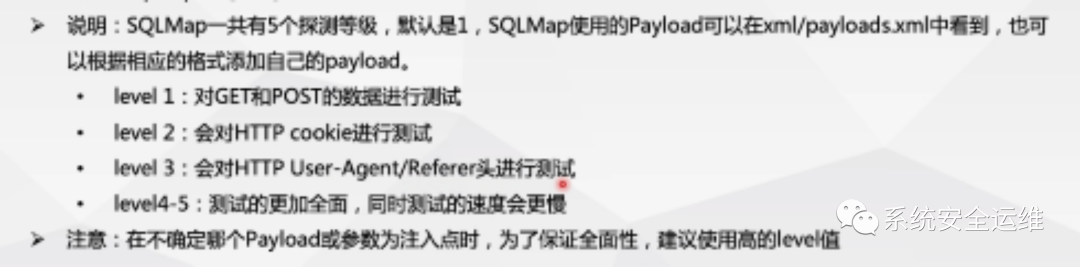 ➤ 说明：SQLMap一共有5个探测等级，默认是1，SQLMap使用的Payload可以在xml/payloads.xml中看到，也可
以根据相应的格式添加自己的payload。
• level 1：对GET和POST的数据进行测试
• level 2：会对HTTP cookie进行测试
• level 3：会对HTTP User-Agent/Referer头进行测试
• level4-5：测试的更加全面，同时测试的速度会更慢
➤ 注意：在不确定哪个Payload或参数为注入点时，为了保证全面性，建议使用高的level值
系统安全运维